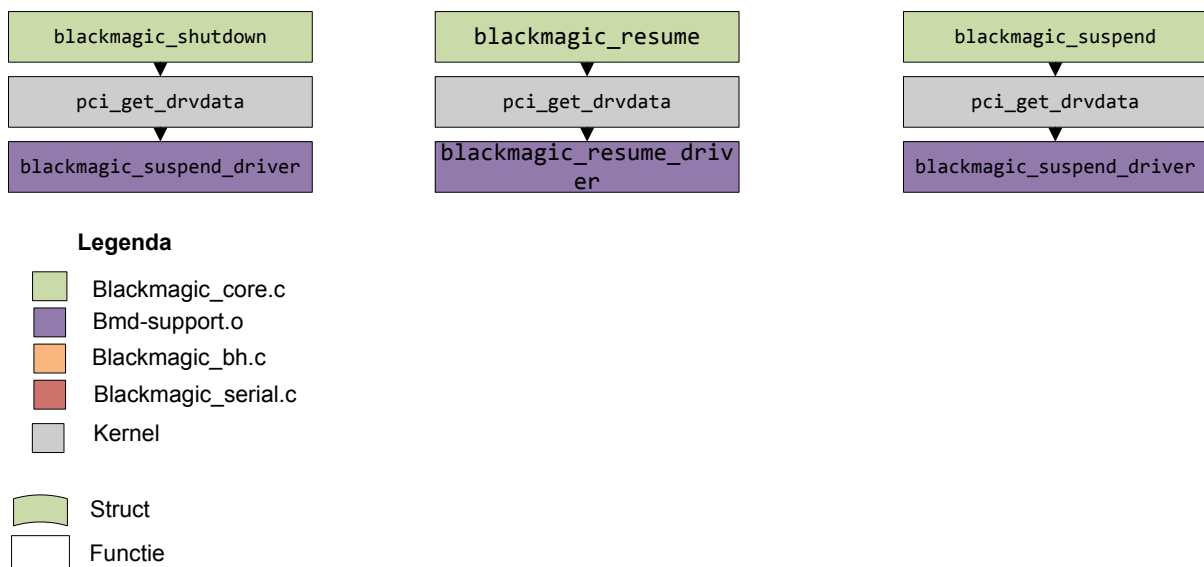 blackmagic_shutdown
pci_get_drvdata
blackmagic_suspend_driver
blackmagic_resume
pci_get_drvdata
blackmagic_resume_driv
er
blackmagic_suspend
pci_get_drvdata
blackmagic_suspend_driver
Legenda
Blackmagic_core.c
Bmd-support.o
Blackmagic_bh.c
Blackmagic_serial.c
Kernel
Struct
Functie